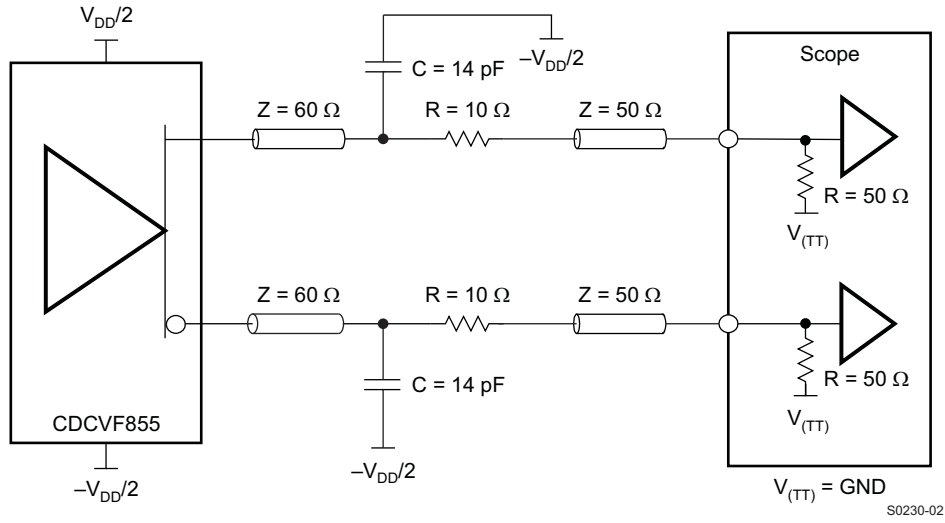 V_DD/2
–V_DD/2
C = 14 pF
Scope
Z = 60 Ω
R = 10 Ω
Z = 50 Ω
R = 50 Ω
V_(TT)
Z = 60 Ω
R = 10 Ω
Z = 50 Ω
C = 14 pF
R = 50 Ω
V_(TT)
CDCVF855
–V_DD/2
–V_DD/2
V_(TT) = GND
S0230-02